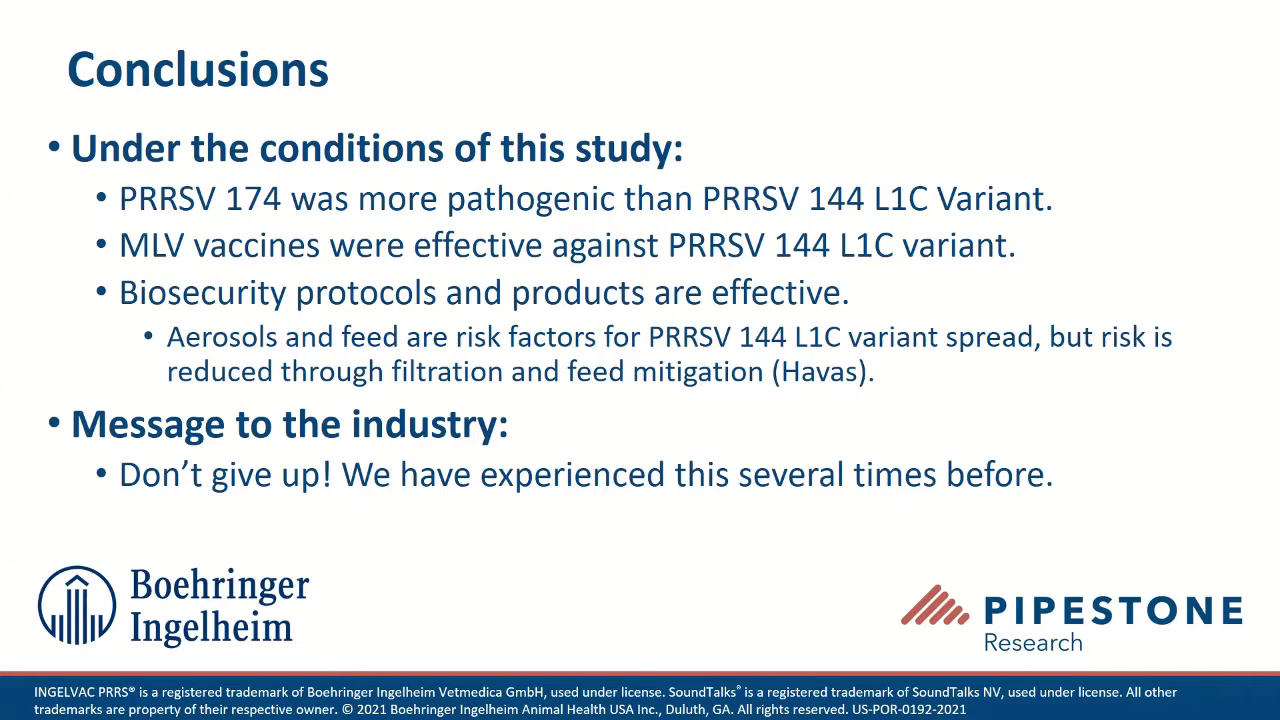 Conclusions
• Under the conditions of this study:
• PRRSV 174 was more pathogenic than PRRSV 144 L1C Variant.
• MLV vaccines were effective against PRRSV 144 L1C variant.
• Biosecurity protocols and products are effective.
• Aerosols and feed are risk factors for PRRSV 144 L1C variant spread, but risk is
reduced through filtration and feed mitigation (Havas).
• Message to the industry:
• Don’t give up! We have experienced this several times before.
Boehringer
Ingelheim
PIPESTONE
Research
INGELVAC PRRS® is a registered trademark of Boehringer Ingelheim Vetmedica GmbH, used under license. SoundTalks® is a registered trademark of SoundTalks NV, used under license. All other
trademarks are property of their respective owner. © 2021 Boehringer Ingelheim Animal Health USA Inc., Duluth, GA. All rights reserved. US-POR-0192-2021